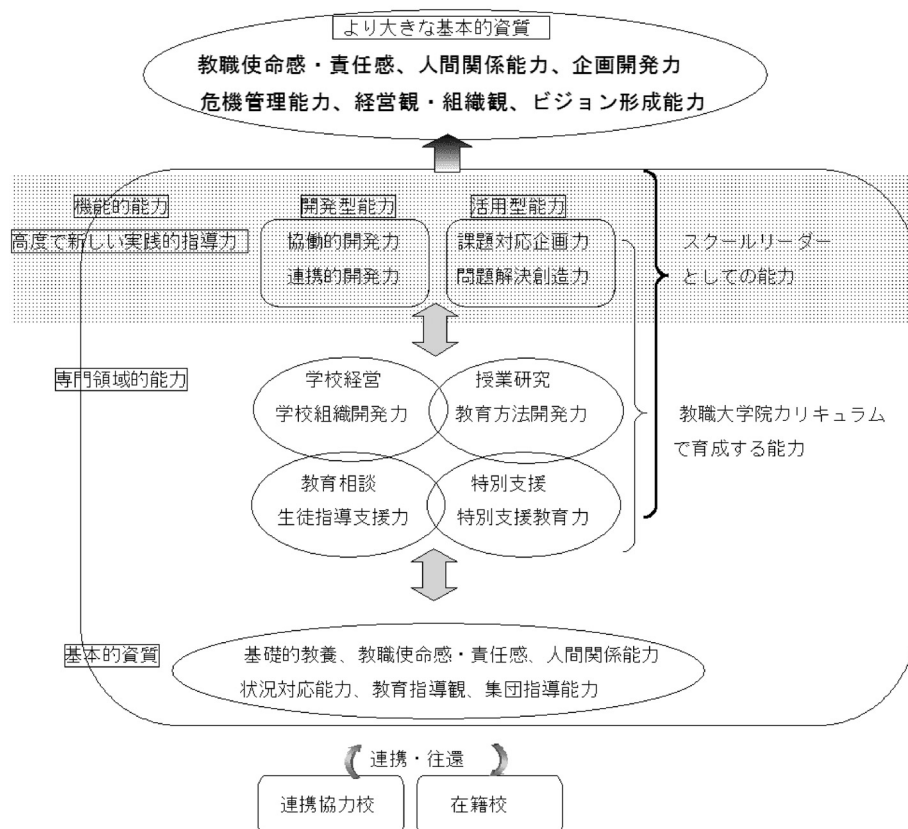 より大きな基本的資質
教職使命感・責任感、人間関係能力、企画開発力
危機管理能力、経営観・組織観、ビジョン形成能力
機能的能力
開発型能力
活用型能力
高度で新しい実践的指導力
協働的開発力
課題対応企画力
スクールリーダー
連携的開発力
問題解決創造力
としての能力
専門領域的能力
学校経営
授業研究
学校組織開発力
教育方法開発力
教職大学院カリキュラム
で育成する能力
教育相談
特別支援
生徒指導支援力
特別支援教育力
基本的資質
基礎的教養、教職使命感・責任感、人間関係能力
状況対応能力、教育指導観、集団指導能力
連携・往還
連携協力校
在籍校